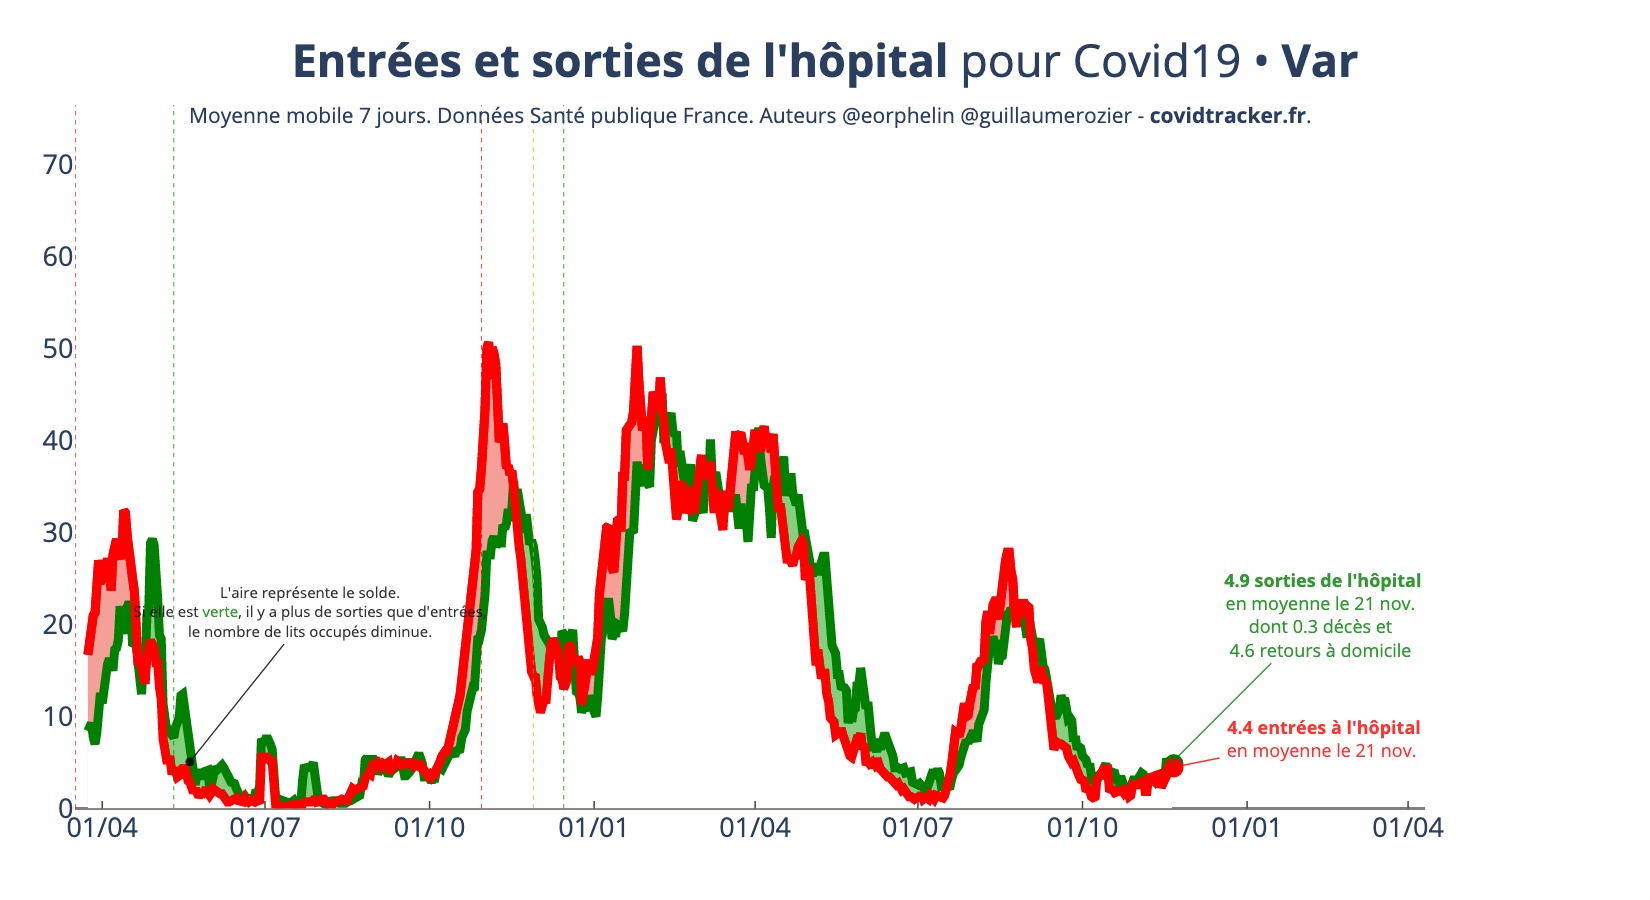 Entrées et sorties de l'hôpital pour Covid19 • Var
Moyenne mobile 7 jours. Données Santé publique France. Auteurs @eorphelin @guillaumerozier - covidtracker.fr.
70
60
50
40
30
20
10
0
L'aire représente le solde.
Si elle est verte, il y a plus de sorties que d'entrées,
le nombre de lits occupés diminue.
4.9 sorties de l'hôpital
en moyenne le 21 nov.
dont 0.3 décès et
4.6 retours à domicile
4.4 entrées à l'hôpital
en moyenne le 21 nov.
01/04 01/07 01/10 01/01 01/04 01/07 01/10 01/01 01/04